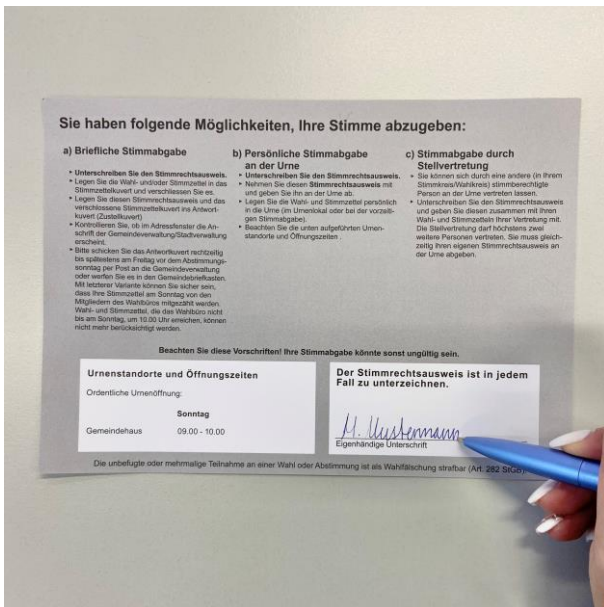 Sie haben folgende Möglichkeiten, Ihre Stimme abzugeben:
a) Briefliche Stimmabgabe
• Unterschreiben Sie den Stimmrechtsausweis.
• Legen Sie die Wahl- und/oder Stimmzettel in das
Stimmzettelkuvert und verschliessen Sie es.
• Legen Sie diesen Stimmrechtsausweis und das
verschlossene Stimmzettelkuvert ins Antwort-
kuvert (Zustellkuvert)
• Kontrollieren Sie, ob im Adressfenster die An-
schrift der Gemeindeverwaltung/Stadtverwaltung
erscheint.
• Bitte schicken Sie das Antwortkuvert rechtzeitig
bis spätestens am Freitag vor dem Abstimmungs-
sonntag per Post an die Gemeindeverwaltung
oder werfen Sie es in den Gemeindebriefkasten.
Mit letzterer Variante können Sie sicher sein,
dass Ihre Stimmzettel am Sonntag von den
Mitgliedern des Wahlbüros mitgezählt werden.
Wahl- und Stimmzettel, die das Wahlbüro nicht
bis am Sonntag, um 10.00 Uhr erreichen, können
nicht mehr berücksichtigt werden.
b) Persönliche Stimmabgabe
an der Urne
• Unterschreiben Sie den Stimmrechtsausweis.
• Nehmen Sie diesen Stimmrechtsausweis mit
und geben Sie ihn an der Urne ab.
• Legen Sie die Wahl- und Stimmzettel persönlich
in die Urne (im Urnenlokal oder bei der vorzeiti-
gen Stimmabgabe).
• Beachten Sie die unten aufgeführten Urnen-
standorte und Öffnungszeiten .
c) Stimmabgabe durch
Stellvertretung
• Sie können sich durch eine andere (in Ihrem
Stimmkreis/Wahlkreis) stimmberechtigte
Person an der Urne vertreten lassen.
• Unterschreiben Sie den Stimmrechtsausweis
und geben Sie diesen zusammen mit Ihren
Wahl- und Stimmzetteln Ihrer Vertretung mit.
Die Stellvertretung darf höchstens zwei
weitere Personen vertreten. Sie muss gleich-
zeitig ihren eigenen Stimmrechtsausweis an
der Urne abgeben.
Beachten Sie diese Vorschriften! Ihre Stimmabgabe könnte sonst ungültig sein.
Urnenstandorte und Öffnungszeiten
Ordentliche Urnenöffnung:
Sonntag
Gemeindehaus 09.00 - 10.00
Der Stimmrechtsausweis ist in jedem
Fall zu unterzeichnen.
M. Mustermann
Eigenhändige Unterschrift
Die unbefugte oder mehrmalige Teilnahme an einer Wahl oder Abstimmung ist als Wahlfälschung strafbar (Art. 282 StGB).